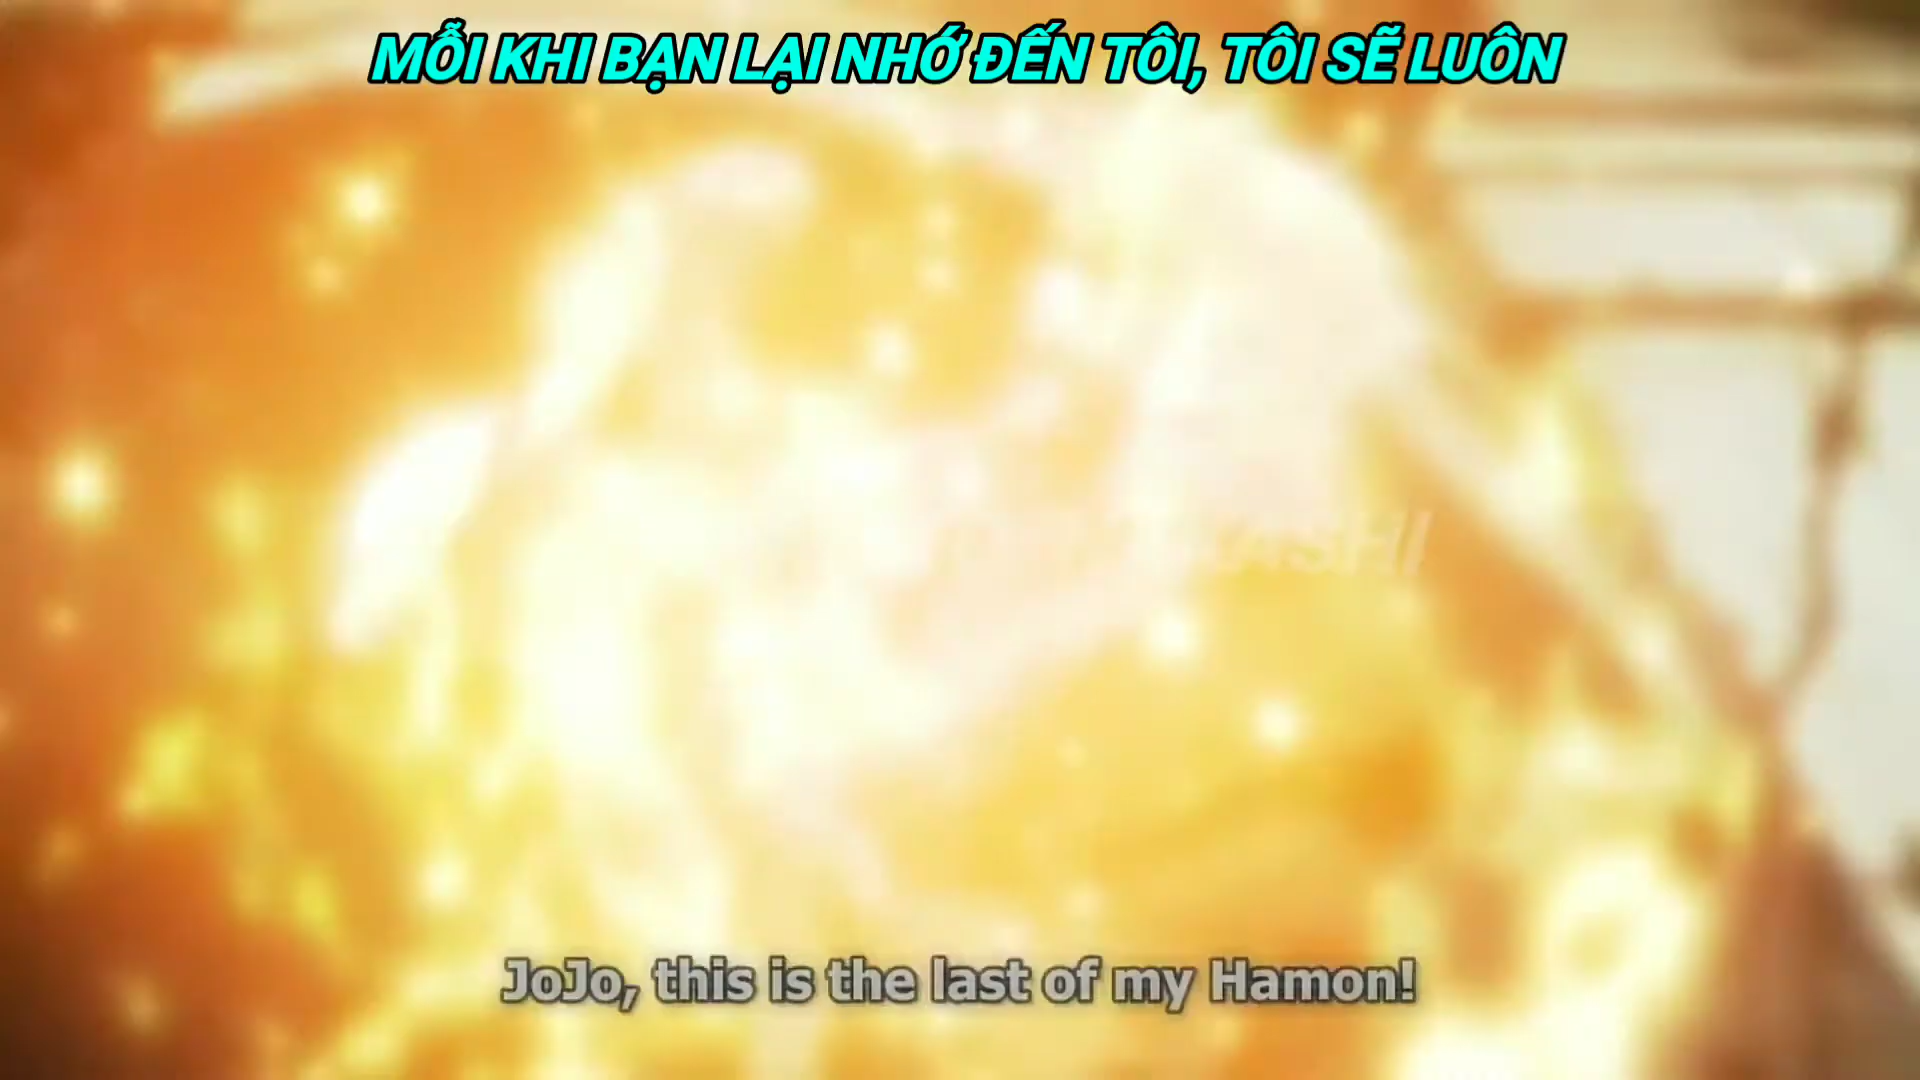 MỖI KHI BẠN LẠI NHỚ ĐẾN TÔI, TÔI SẼ LUÔN
JoJo, this is the last of my Hamon!